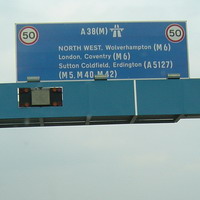 50 A38(M) 50
NORTH WEST, Wolverhampton (M6)
London, Coventry (M6)
Sutton Coldfield, Erdington (A5127)
(M5, M40, M42)